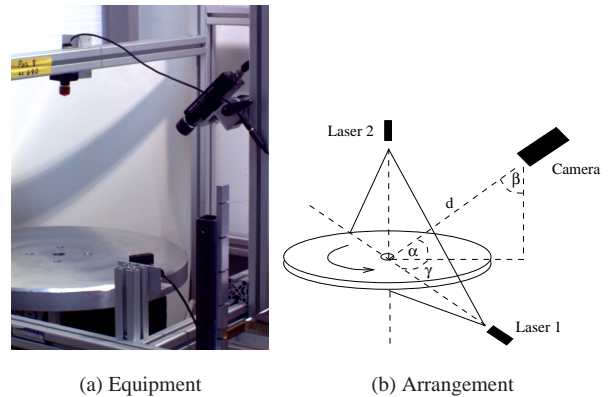 Laser 2
Camera
β
d
α
γ
Laser 1
(a) Equipment
(b) Arrangement